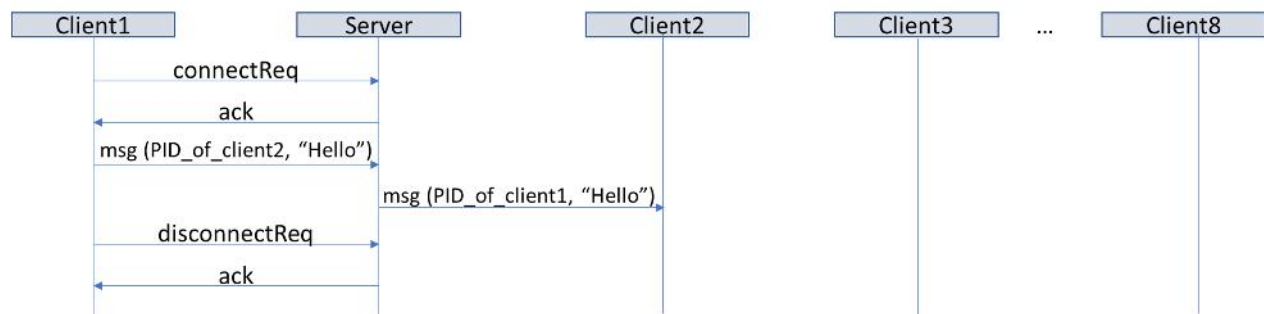 Client1 Server Client2 Client3 ... Client8
connectReq
ack
msg (PID_of_client2, “Hello”)
msg (PID_of_client1, “Hello”)
disconnectReq
ack